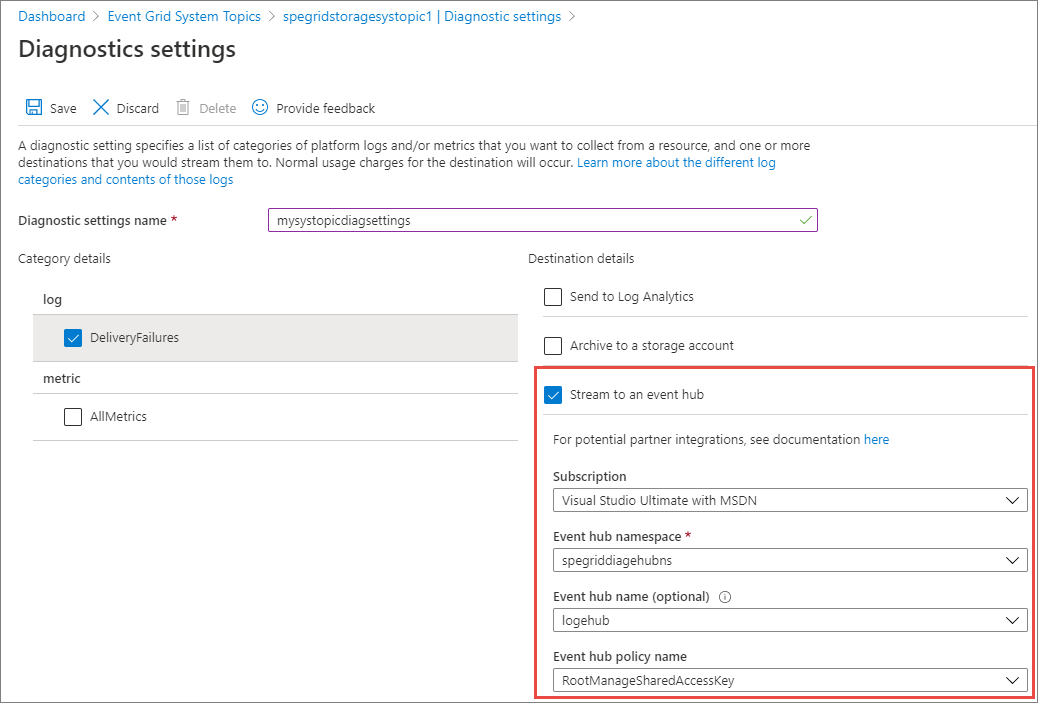 Dashboard > Event Grid System Topics > spegridstoragesystopic1 | Diagnostic settings >
Diagnostics settings
Save Discard Delete Provide feedback
A diagnostic setting specifies a list of categories of platform logs and/or metrics that you want to collect from a resource, and one or more
destinations that you would stream them to. Normal usage charges for the destination will occur. Learn more about the different log
categories and contents of those logs
Diagnostic settings name *
mysystopicdiagsettings
Category details
log
DeliveryFailures
metric
AllMetrics
Destination details
Send to Log Analytics
Archive to a storage account
Stream to an event hub
For potential partner integrations, see documentation here
Subscription
Visual Studio Ultimate with MSDN
Event hub namespace *
spegriddiagehubns
Event hub name (optional)
logehub
Event hub policy name
RootManageSharedAccessKey